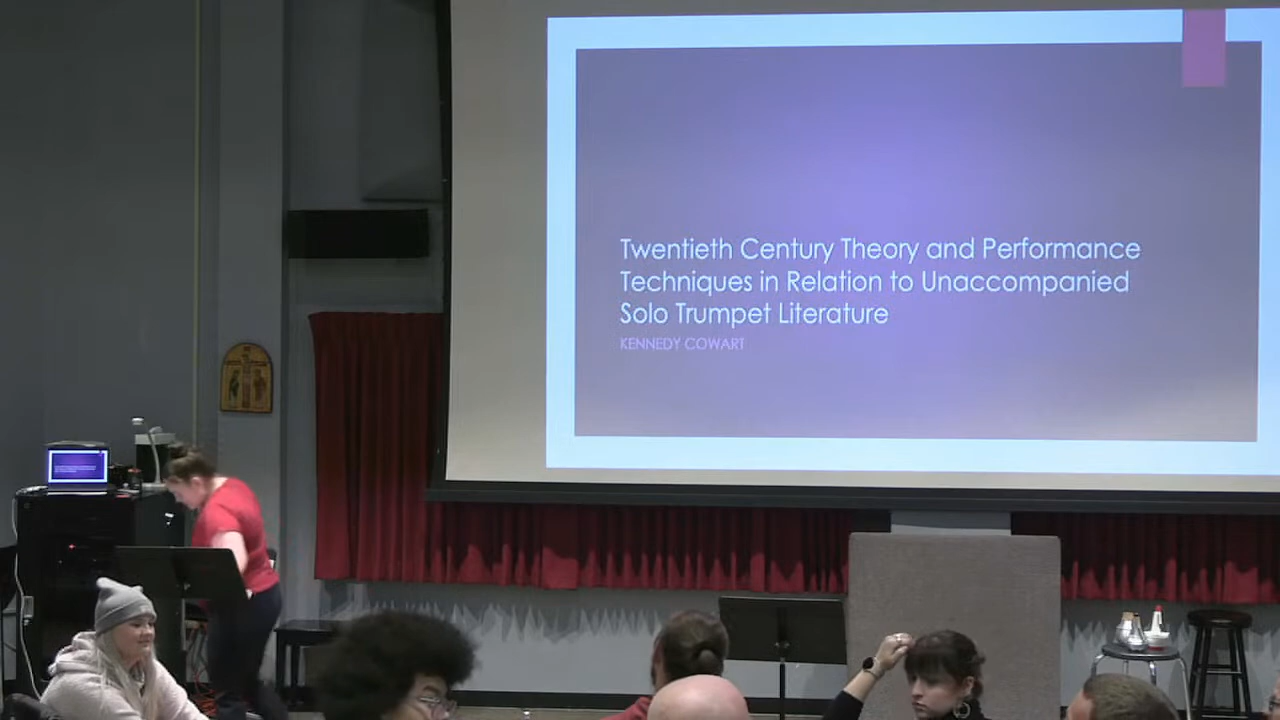 Twentieth Century Theory and Performance
Techniques in Relation to Unaccompanied
Solo Trumpet Literature
KENNEDY COWART